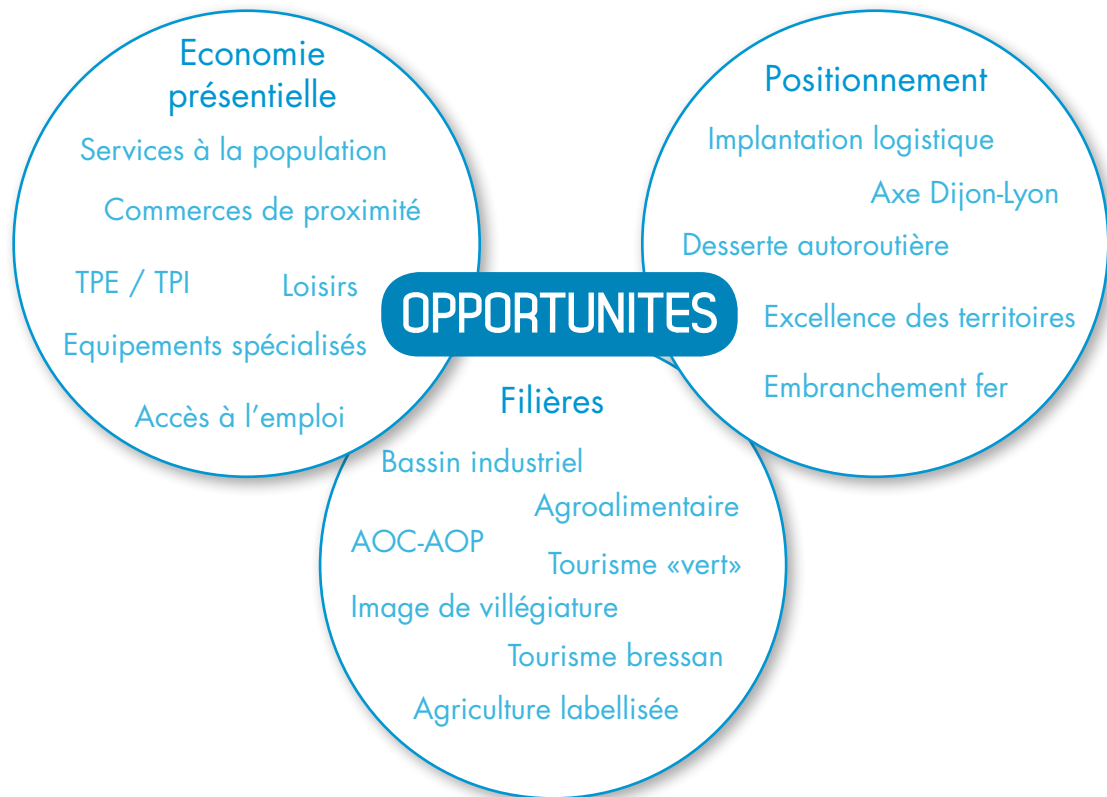 Economie
présentielle
Services à la population
Commerces de proximité
TPE / TPI
Loisirs
Equipements spécialisés
Accès à l'emploi
OPPORTUNITES
Positionnement
Implantation logistique
Axe Dijon-Lyon
Desserte autoroutière
Excellence des territoires
Embranchement fer
Filières
Bassin industriel
Agroalimentaire
AOC-AOP
Tourisme «vert»
Image de villégiature
Tourisme bressan
Agriculture labellisée